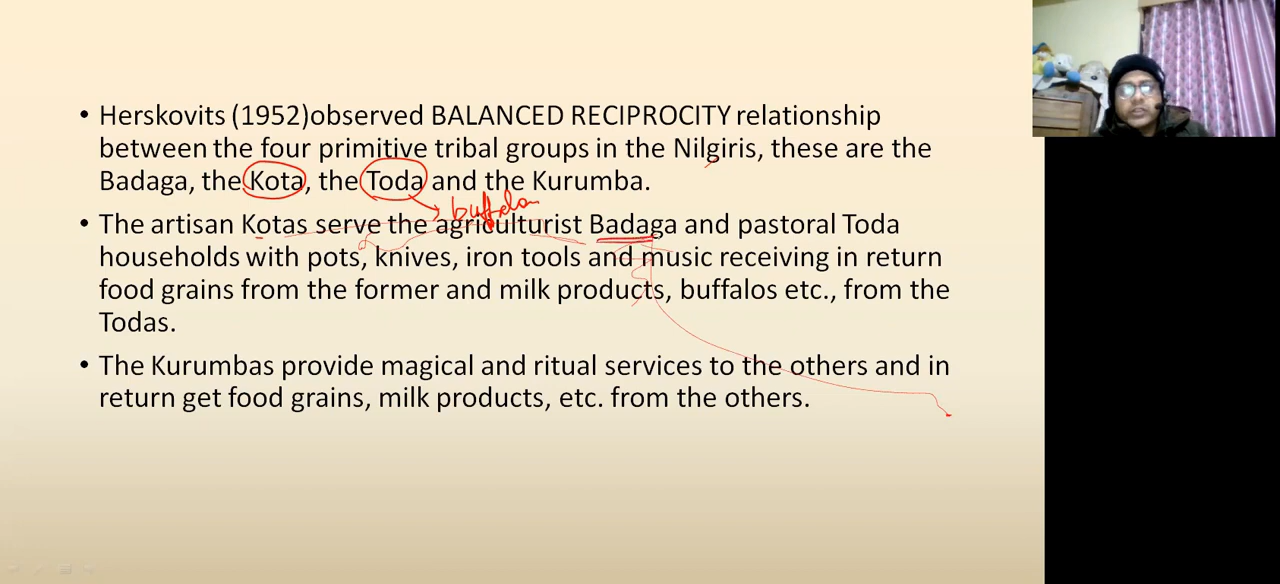 • Herskovits (1952)observed BALANCED RECIPROCITY relationship
between the four primitive tribal groups in the Nilgiris, these are the
Badaga, the Kota, the Toda and the Kurumba.
buffalo
• The artisan Kotas serve the agriculturist Badaga and pastoral Toda
households with pots, knives, iron tools and music receiving in return
food grains from the former and milk products, buffalos etc., from the
Todas.
• The Kurumbas provide magical and ritual services to the others and in
return get food grains, milk products, etc. from the others.